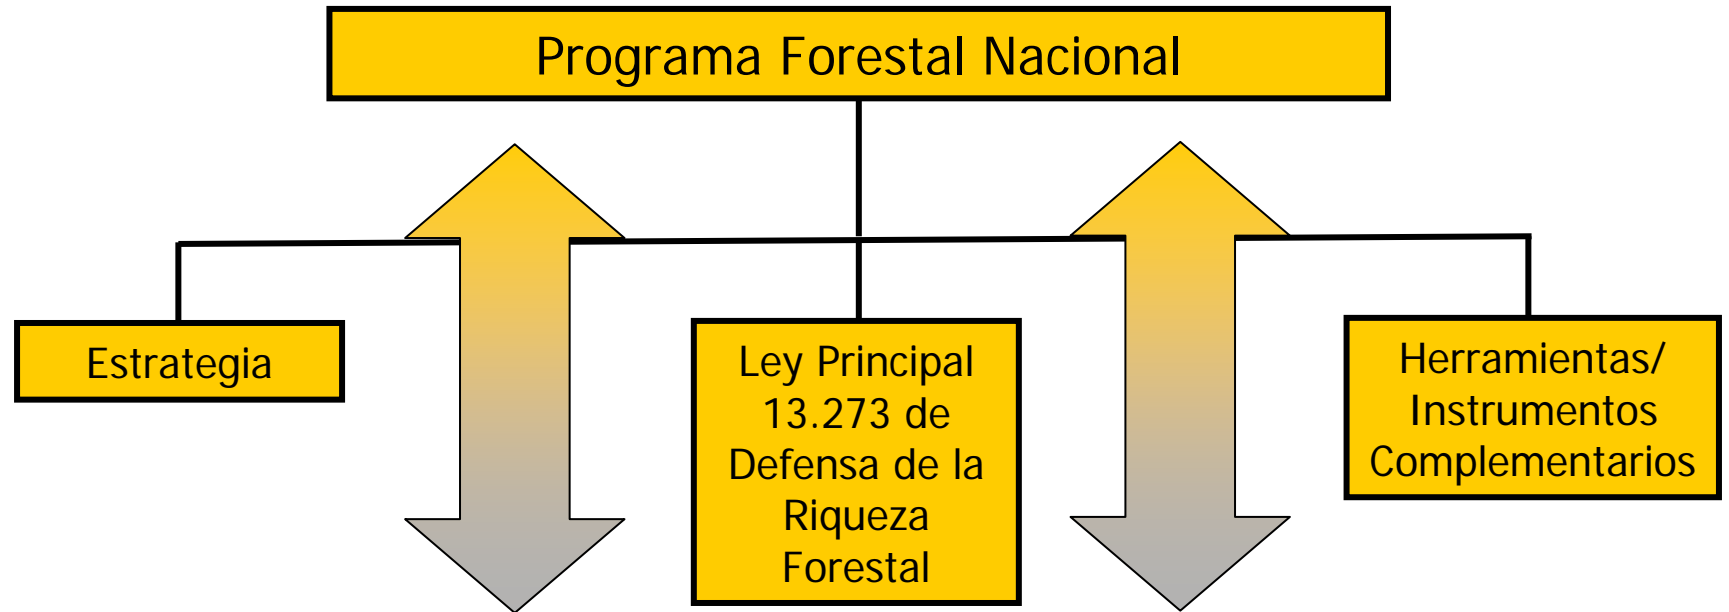 Programa Forestal Nacional
Estrategia
Ley Principal
13.273 de
Defensa de la
Riqueza
Forestal
Herramientas/
Instrumentos
Complementarios